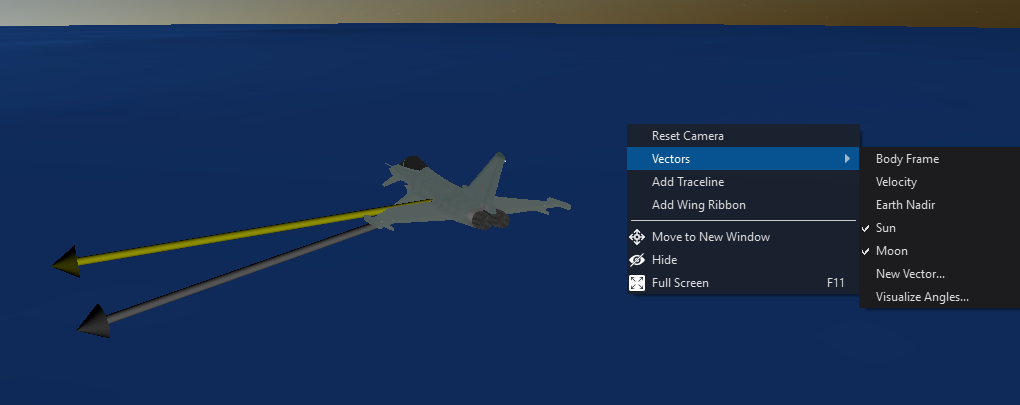 Reset Camera
Vectors
Add Traceline
Add Wing Ribbon
Move to New Window
Hide
Full Screen F11
Body Frame
Velocity
Earth Nadir
Sun
Moon
New Vector...
Visualize Angles...